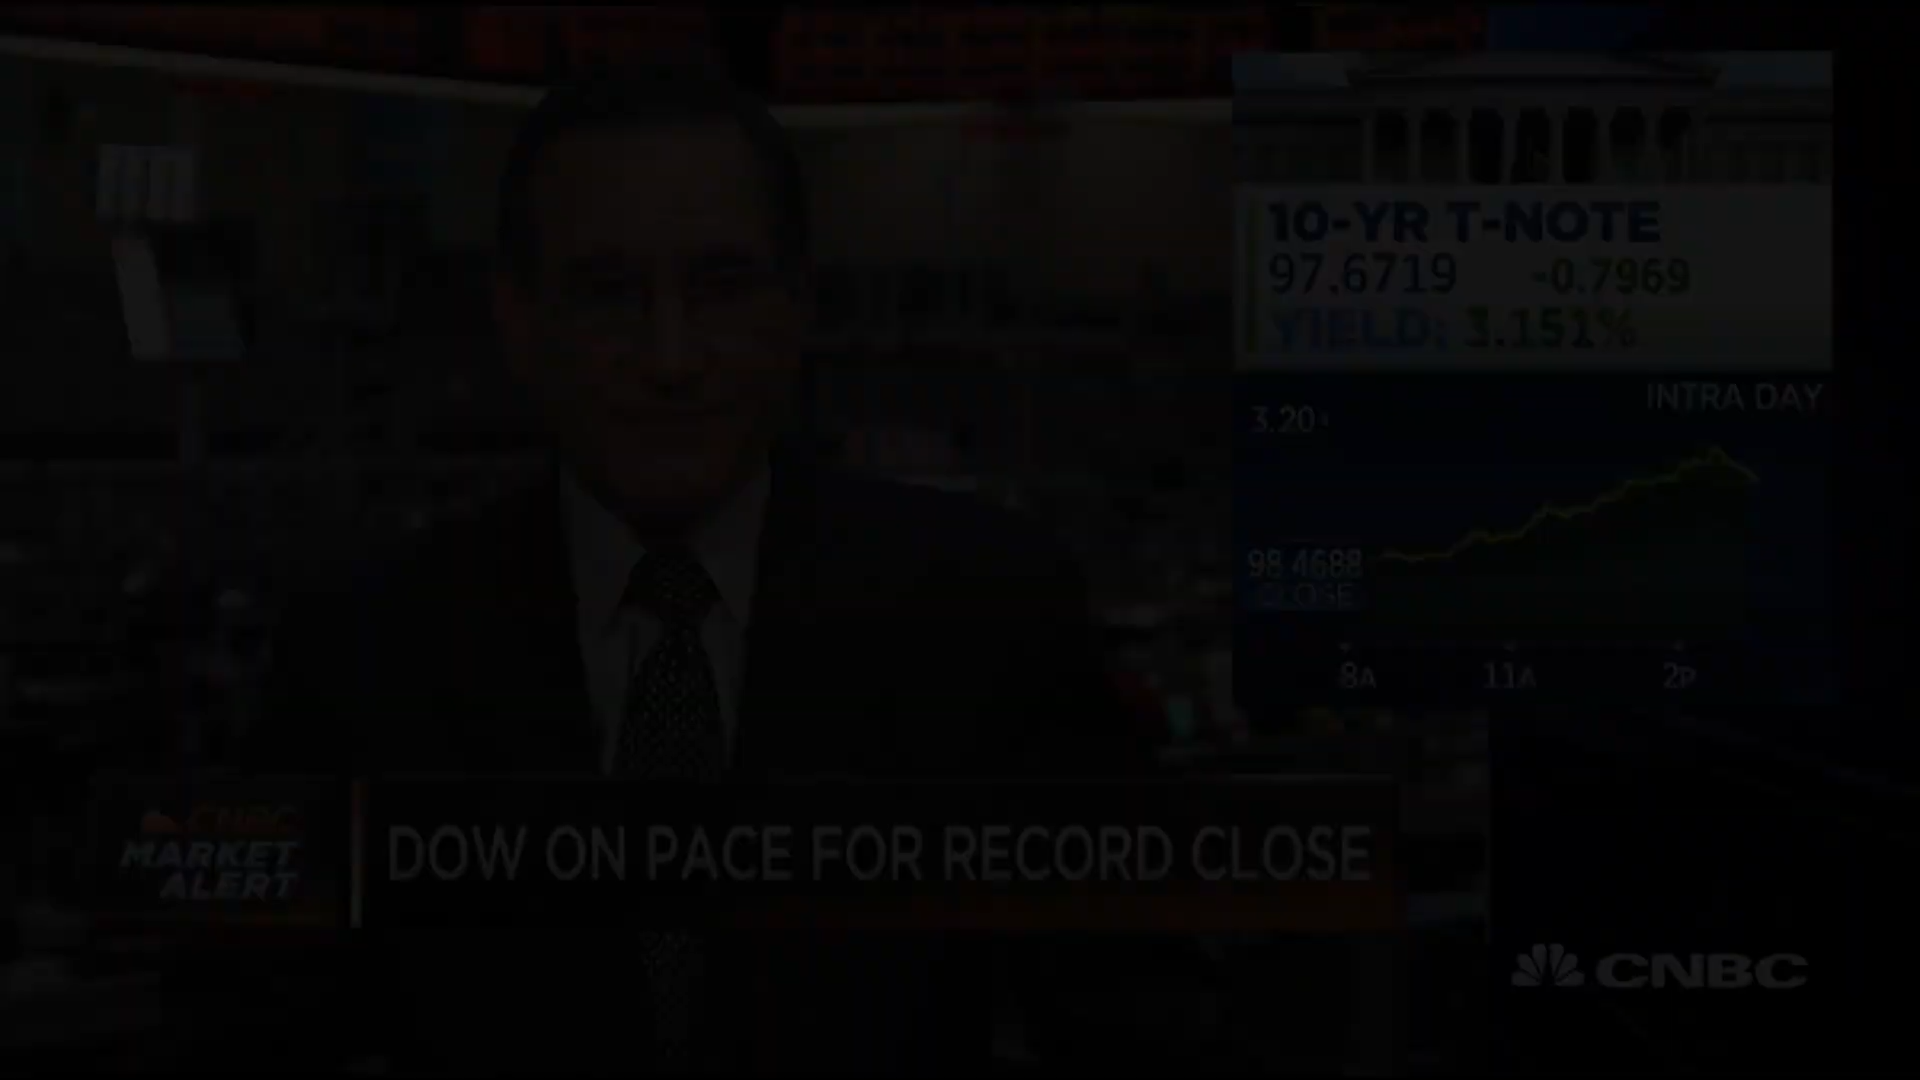 10-YR T-NOTE
97.6719 -0.7969
YIELD: 3.151%
INTRA DAY
3.20%
98.4688
CLOSE
8A 11A 2P
CNBC
MARKET
ALERT
DOW ON PACE FOR RECORD CLOSE
CNBC